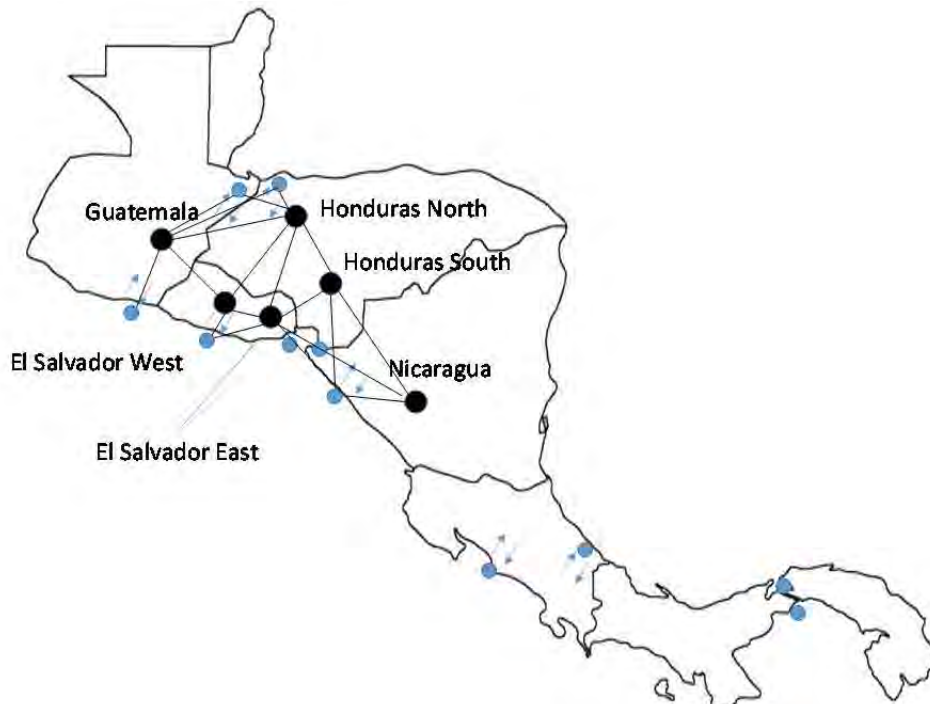 Guatemala
Honduras North
Honduras South
El Salvador West
Nicaragua
El Salvador East